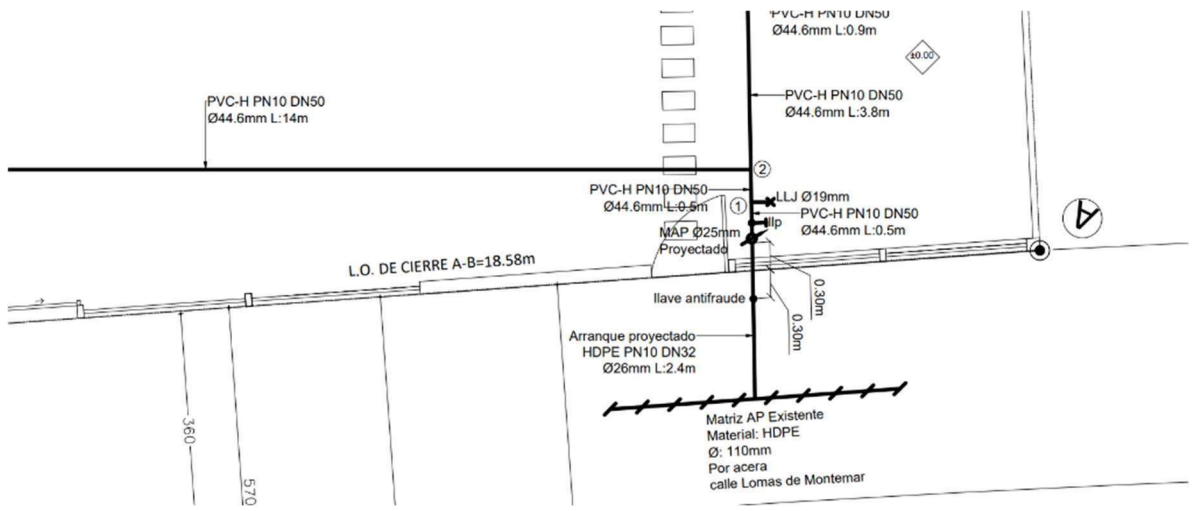 PVC-H PN10 DN50
Ø44.6mm L:0.9m
±0.00
PVC-H PN10 DN50
Ø44.6mm L:14m
PVC-H PN10 DN50
Ø44.6mm L:3.8m
2
PVC-H PN10 DN50
Ø44.6mm L:0.5m
1
LLJ Ø19mm
PVC-H PN10 DN50
Ø44.6mm L:0.5m
llp
MAP Ø25mm
Proyectado
A
L.O. DE CIERRE A-B=18.58m
0.30m
0.30m
llave antifraude
Arranque proyectado
HDPE PN10 DN32
Ø26mm L:2.4m
Matriz AP Existente
Material: HDPE
Ø: 110mm
Por acera
calle Lomas de Montemar
360
570